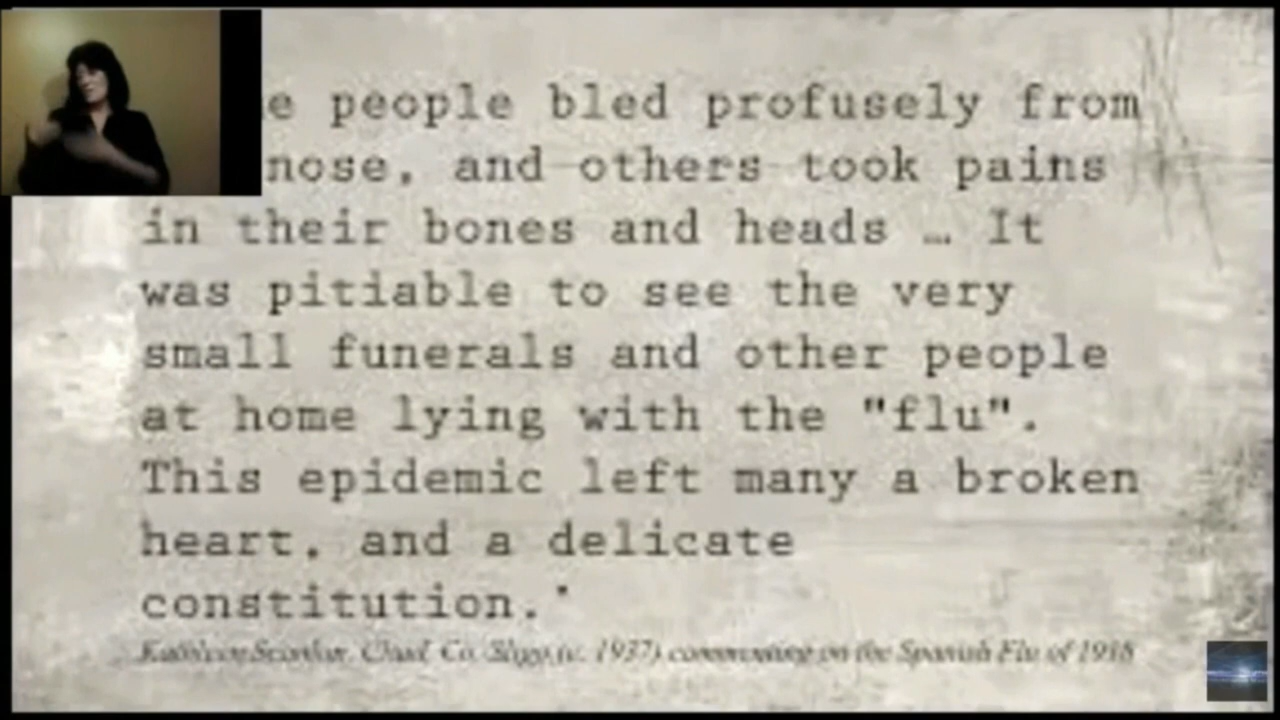 e people bled profusely from
nose, and others took pains
in their bones and heads … It
was pitiable to see the very
small funerals and other people
at home lying with the "flu".
This epidemic left many a broken
heart, and a delicate
constitution.'
Kathleen Co. Sligo (c. 1937) commenting on the Spanish Flu of 1918